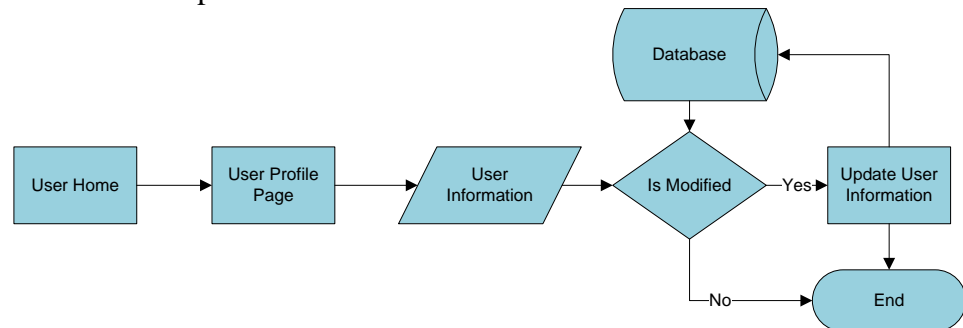 Database
User Home
User Profile
Page
User
Information
Is Modified
Yes
Update User
Information
No
End